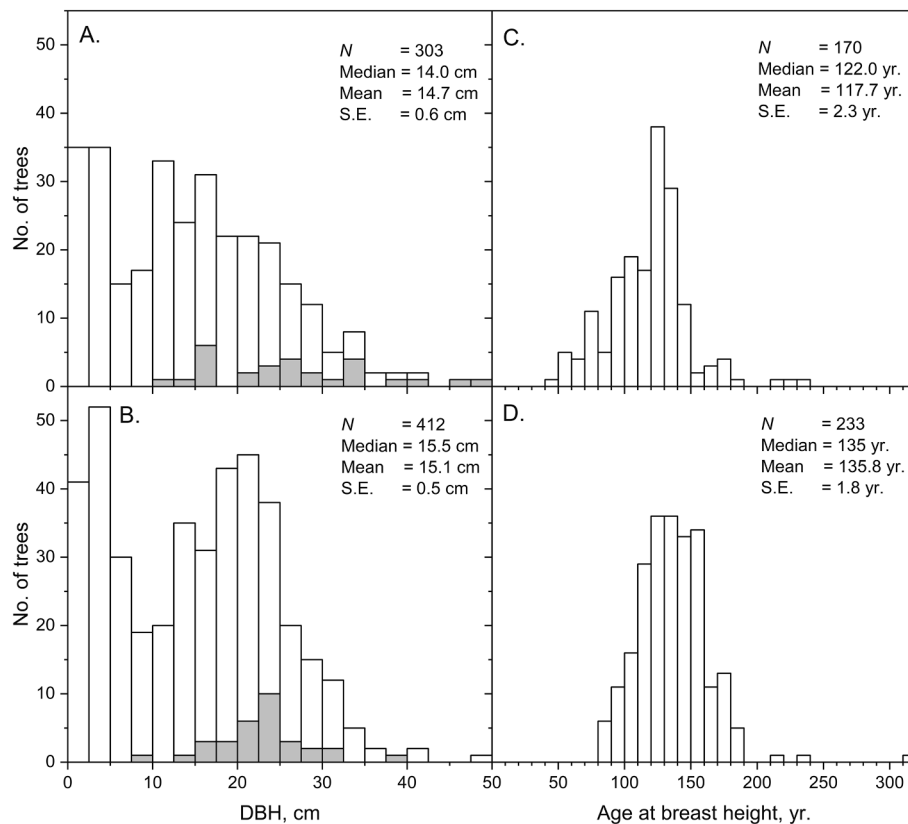 A.
N = 303
Median = 14.0 cm
Mean = 14.7 cm
S.E. = 0.6 cm
No. of trees
50
40
30
20
10
0
C.
N = 170
Median = 122.0 yr.
Mean = 117.7 yr.
S.E. = 2.3 yr.
B.
N = 412
Median = 15.5 cm
Mean = 15.1 cm
S.E. = 0.5 cm
No. of trees
50
40
30
20
10
0
D.
N = 233
Median = 135 yr.
Mean = 135.8 yr.
S.E. = 1.8 yr.
0 10 20 30 40 50 50 100 150 200 250 300
DBH, cm
Age at breast height, yr.